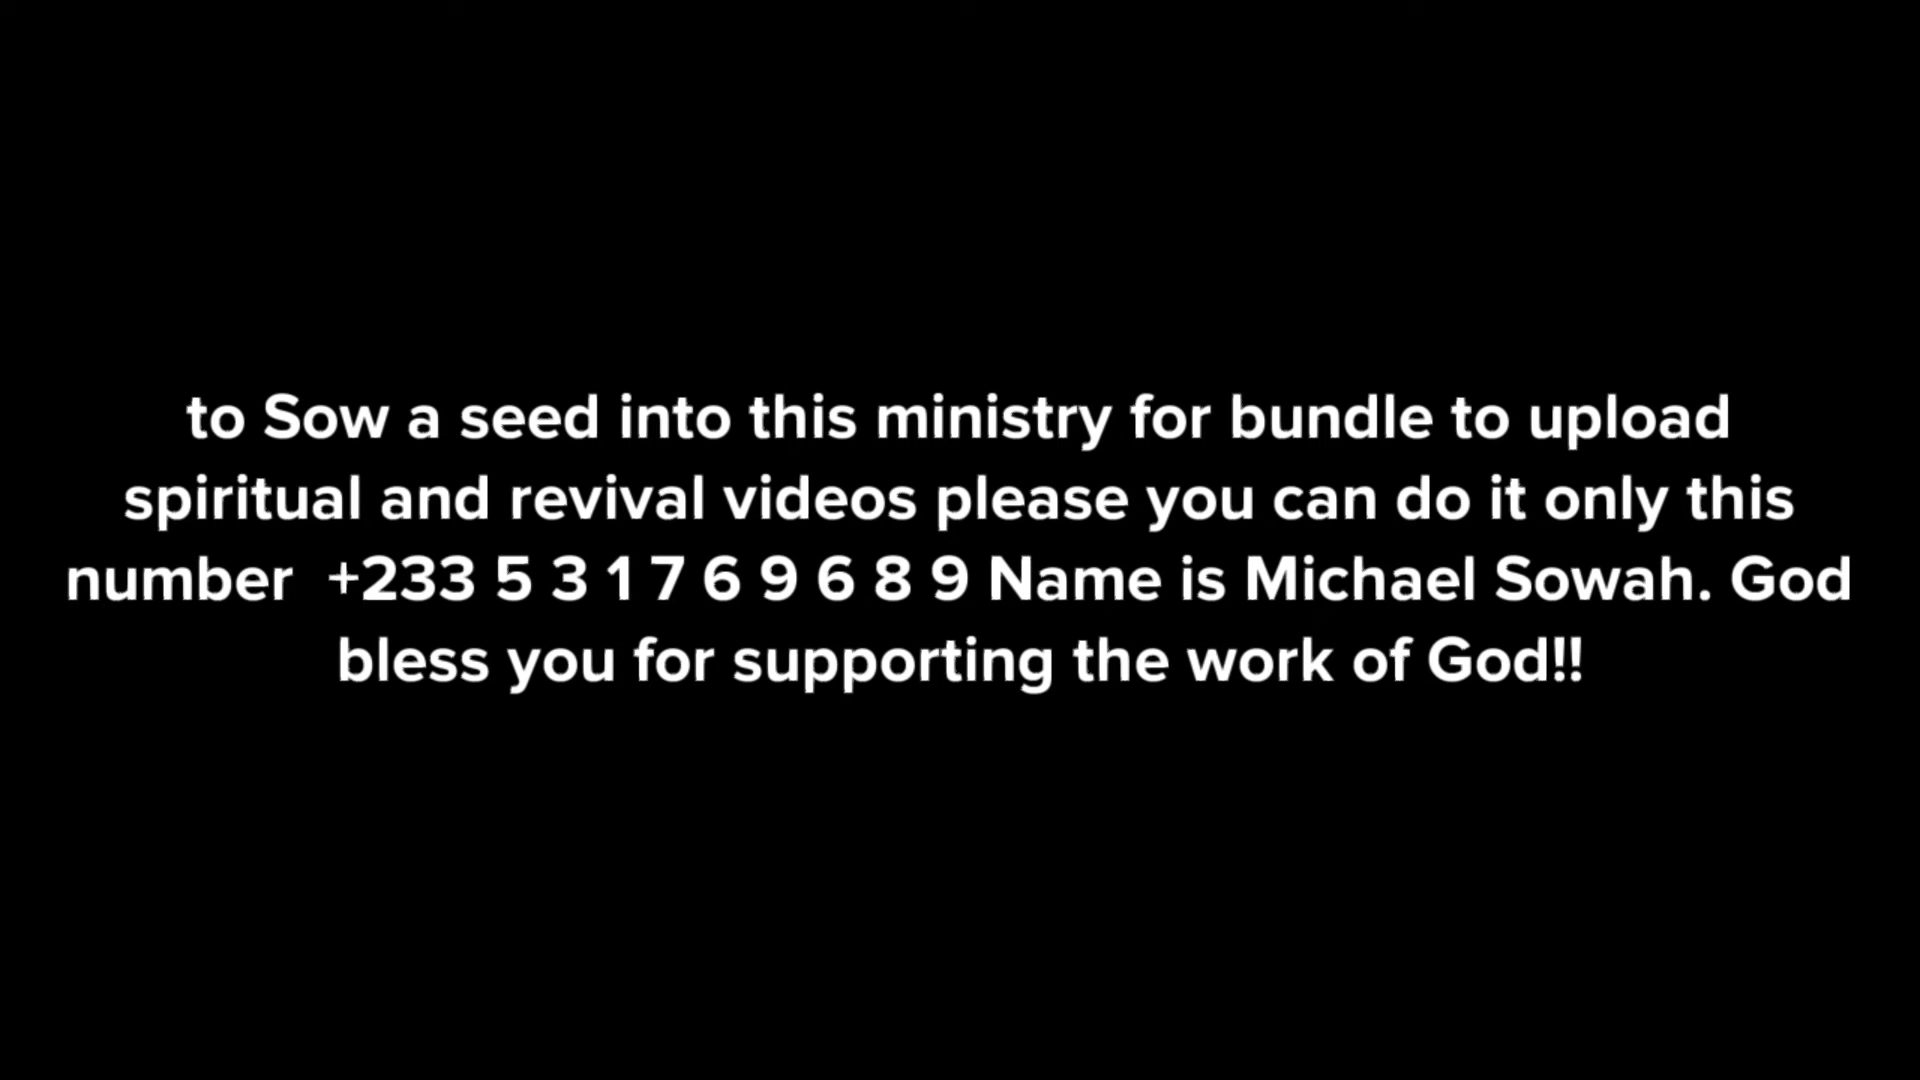 to Sow a seed into this ministry for bundle to upload
spiritual and revival videos please you can do it only this
number  +233 5 3 1 7 6 9 6 8 9 Name is Michael Sowah. God
bless you for supporting the work of God!!